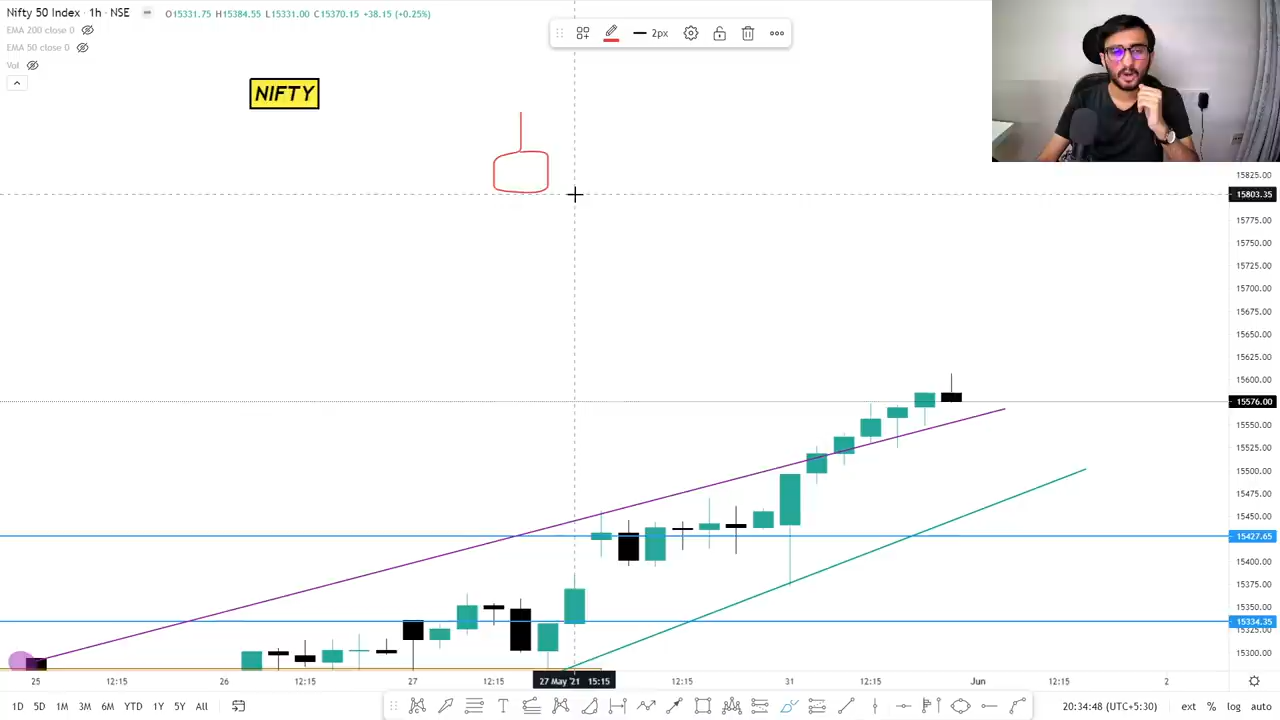 Nifty 50 Index · 1h · NSE
O15331.75 H15384.55 L15331.00 C15370.15 +38.15 (+0.25%)
EMA 200 close 0
EMA 50 close 0
Vol
2px
NIFTY
15825.00
15803.35
15775.00
15750.00
15725.00
15700.00
15675.00
15650.00
15625.00
15600.00
15576.00
15550.00
15525.00
15500.00
15475.00
15450.00
15427.65
15400.00
15375.00
15350.00
15334.35
15325.00
15300.00
25 12:15 26 12:15 27 12:15 27 May '21 15:15 12:15 31 12:15 Jun 12:15 2
1D 5D 1M 3M 6M YTD 1Y 5Y All
20:34:48 (UTC+5:30) ext % log auto